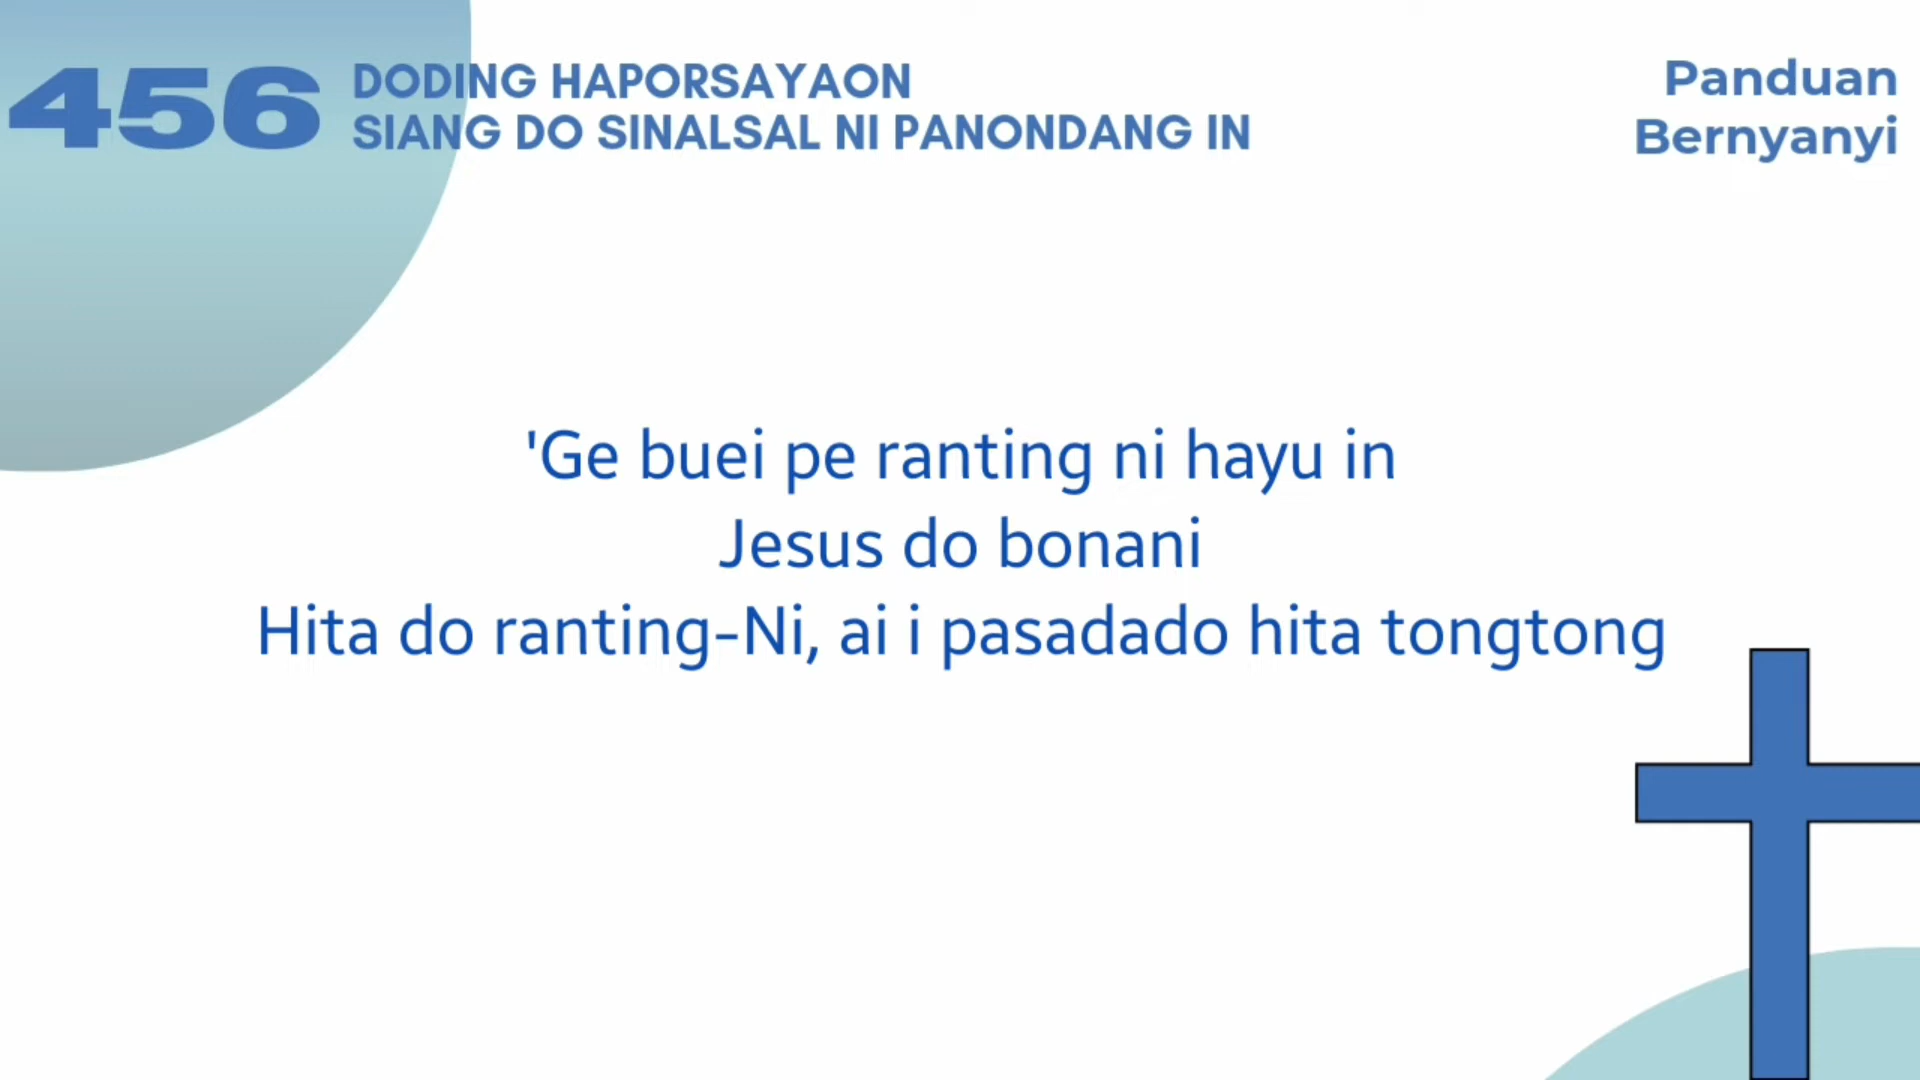 456
DODING HAPORSAYAON
SIANG DO SINALSAL NI PANONDANG IN
Panduan
Bernyanyi
'Ge buei pe ranting ni hayu in
Jesus do bonani
Hita do ranting-Ni, ai i pasadado hita tongtong